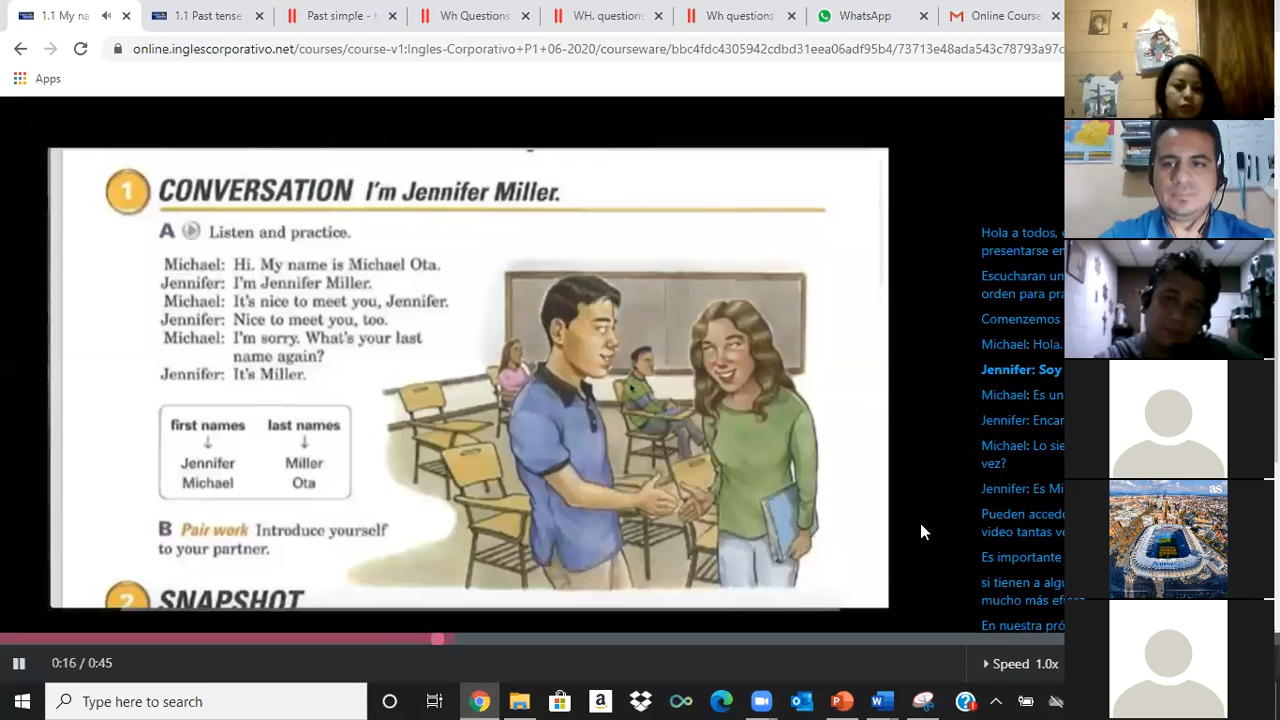 1.1 My na
1.1 Past tense
Past simple - t
Wh Questions
WH. questions
Wh questions
WhatsApp
Gmail Online Course
online.inglescorporativo.net/courses/course-v1:Ingles-Corporativo+P1+06-2020/courseware/bbc4fdc4305942cdbd31eea06adf95b4/73713e48ada543c78793a97c
Apps
1 CONVERSATION I'm Jennifer Miller.
A Listen and practice.
Michael: Hi. My name is Michael Ota.
Jennifer: I'm Jennifer Miller.
Michael: It's nice to meet you, Jennifer.
Jennifer: Nice to meet you, too.
Michael: I'm sorry. What's your last
name again?
Jennifer: It's Miller.
first names last names
Jennifer Miller
Michael Ota
B Pair work Introduce yourself
to your partner.
2 SNAPSHOT
Hola a todos,
presentarse en
Escucharan un
orden para pra
Comenzemos
Michael: Hola.
Jennifer: Soy
Michael: Es un
Jennifer: Encar
Michael: Lo sie
vez?
Jennifer: Es Mi
Pueden accede
video tantas ve
Es importante
si tienen a algu
mucho más eficaz
En nuestra pró
as
0:16 / 0:45
Speed 1.0x
Type here to search